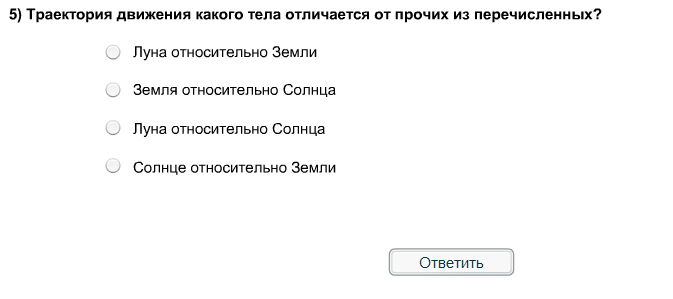 5) Траектория движения какого тела отличается от прочих из перечисленных?
Луна относительно Земли
Земля относительно Солнца
Луна относительно Солнца
Солнце относительно Земли
Ответить